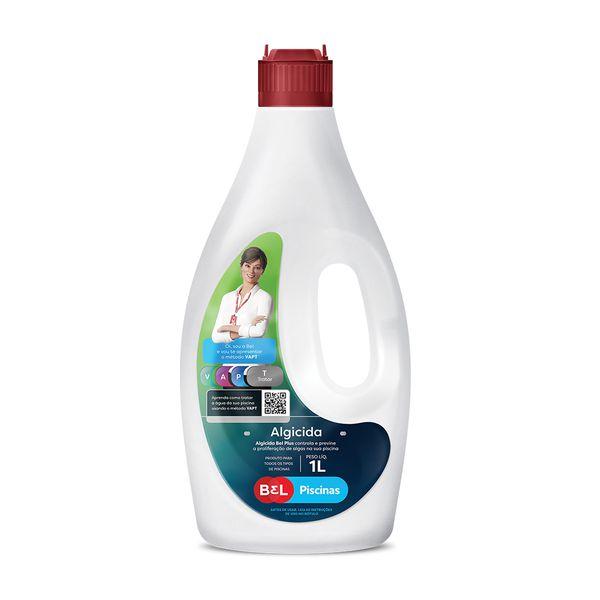 Oi, sou a Bel
e vou te apresentar
o método VAPT
V A P T
Tratar
Aprenda como tratar
a água da sua piscina
usando o método VAPT
Algicida
Algicida Bel Plus controla e previne
a proliferação de algas na sua piscina
PRODUTO PARA
TODOS OS TIPOS
DE PISCINAS
PESO LÍQ.
1L
BEL Piscinas
ANTES DE USAR, LEIA AS INSTRUÇÕES
DE USO NO RÓTULO